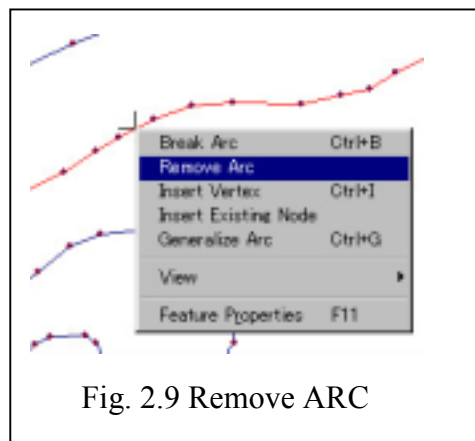 Break Arc Ctrl+B
Remove Arc
Insert Vertex Ctrl+I
Insert Existing Node
Generalize Arc Ctrl+G
View
Feature Properties F11
Fig. 2.9 Remove ARC